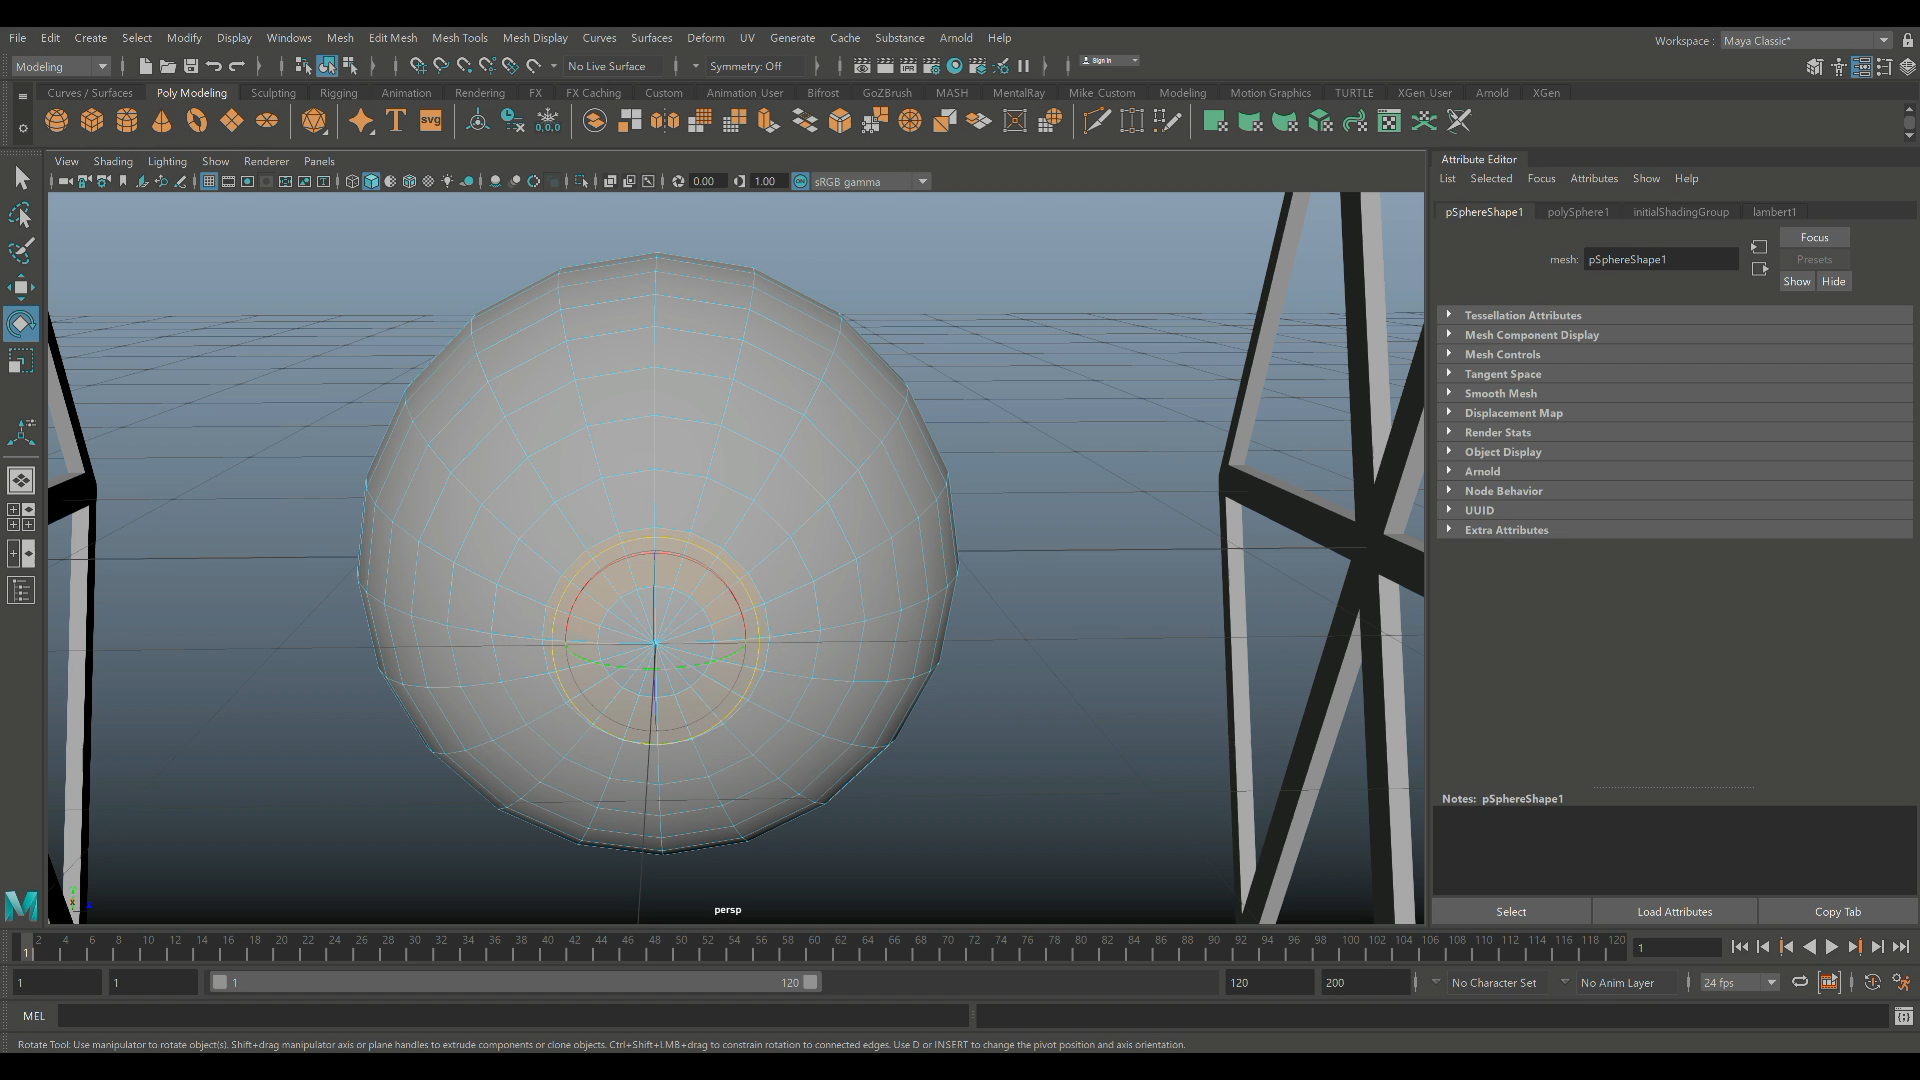 File Edit Create Select Modify Display Windows Mesh Edit Mesh Mesh Tools Mesh Display Curves Surfaces Deform UV Generate Cache Substance Arnold Help
Workspace : Maya Classic*
Modeling No Live Surface Symmetry: Off Sign In
Curves / Surfaces Poly Modeling Sculpting Rigging Animation Rendering FX FX Caching Custom Animation_User Bifrost GoZBrush MASH MentalRay Mike_Custom Modeling Motion Graphics TURTLE XGen_User Arnold XGen
T svg 0,0,0
View Shading Lighting Show Renderer Panels
0.00 1.00 ON sRGB gamma
Attribute Editor
List Selected Focus Attributes Show Help
pSphereShape1 polySphere1 initialShadingGroup lambert1
Focus
mesh: pSphereShape1 Presets
Show Hide
Tessellation Attributes
Mesh Component Display
Mesh Controls
Tangent Space
Smooth Mesh
Displacement Map
Render Stats
Object Display
Arnold
Node Behavior
UUID
Extra Attributes
Notes: pSphereShape1
persp
Select Load Attributes Copy Tab
1 2 4 6 8 10 12 14 16 18 20 22 24 26 28 30 32 34 36 38 40 42 44 46 48 50 52 54 56 58 60 62 64 66 68 70 72 74 76 78 80 82 84 86 88 90 92 94 96 98 100 102 104 106 108 110 112 114 116 118 120 1
1 1 1 120 120 200 No Character Set No Anim Layer 24 fps
MEL
Rotate Tool: Use manipulator to rotate object(s). Shift+drag manipulator axis or plane handles to extrude components or clone objects. Ctrl+Shift+LMB+drag to constrain rotation to connected edges. Use D or INSERT to change the pivot position and axis orientation.